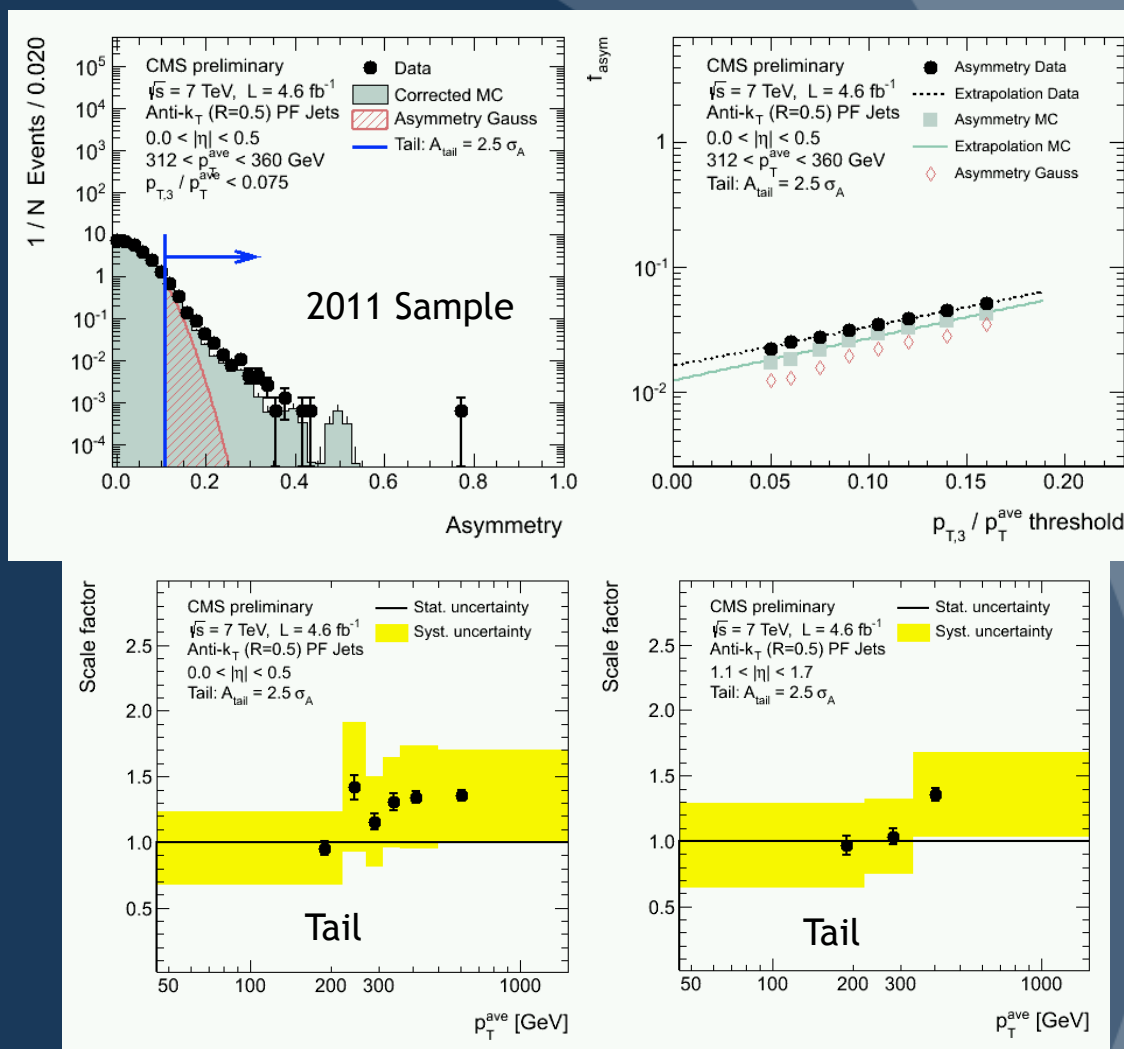 1 / N Events / 0.020
10^5
10^4
10^3
10^2
10
1
10^-1
10^-2
10^-3
10^-4
CMS preliminary
√s = 7 TeV, L = 4.6 fb^-1
Anti-k_T (R=0.5) PF Jets
0.0 < |η| < 0.5
312 < p_T^ave < 360 GeV
p_T,3 / p_T^ave < 0.075
Data
Corrected MC
Asymmetry Gauss
Tail: A_tail = 2.5 σ_A
2011 Sample
0.0 0.2 0.4 0.6 0.8 1.0
Asymmetry
f_asym
1
10^-1
10^-2
CMS preliminary
√s = 7 TeV, L = 4.6 fb^-1
Anti-k_T (R=0.5) PF Jets
0.0 < |η| < 0.5
312 < p_T^ave < 360 GeV
Tail: A_tail = 2.5 σ_A
Asymmetry Data
Extrapolation Data
Asymmetry MC
Extrapolation MC
Asymmetry Gauss
0.00 0.05 0.10 0.15 0.20
p_T,3 / p_T^ave threshold
Scale factor
2.5
2.0
1.5
1.0
0.5
CMS preliminary
√s = 7 TeV, L = 4.6 fb^-1
Anti-k_T (R=0.5) PF Jets
0.0 < |η| < 0.5
Tail: A_tail = 2.5 σ_A
Stat. uncertainty
Syst. uncertainty
Tail
50 100 200 300 1000
p_T^ave [GeV]
Scale factor
2.5
2.0
1.5
1.0
0.5
CMS preliminary
√s = 7 TeV, L = 4.6 fb^-1
Anti-k_T (R=0.5) PF Jets
1.1 < |η| < 1.7
Tail: A_tail = 2.5 σ_A
Stat. uncertainty
Syst. uncertainty
Tail
50 100 200 300 1000
p_T^ave [GeV]